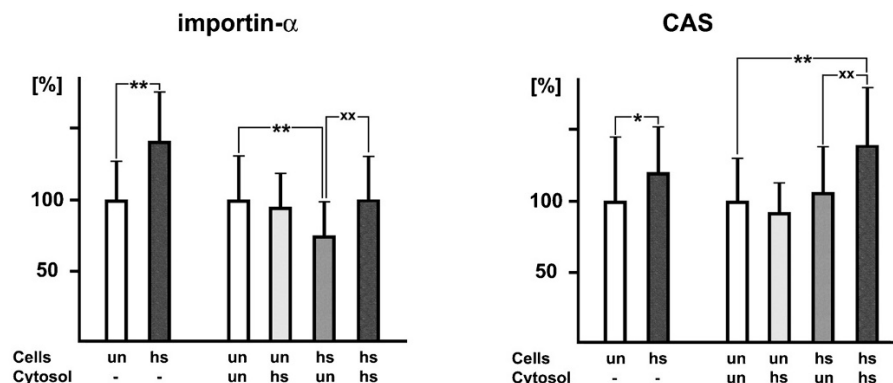 importin-α
CAS
[%]
**
**
xx
100
50
Cells un hs un un hs hs
Cytosol - - un hs un hs
[%]
*
**
xx
100
50
Cells un hs un un hs hs
Cytosol - - un hs un hs